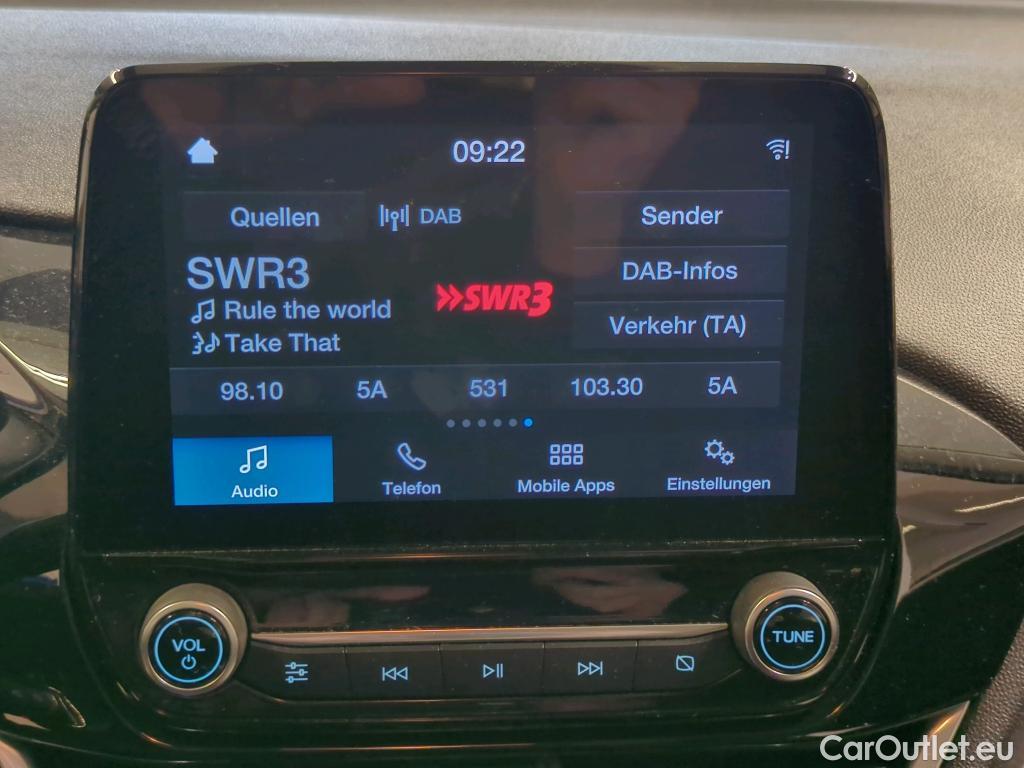 09:22
Quellen DAB Sender
SWR3
DAB-Infos
SWR3
Rule the world
Verkehr (TA)
Take That
98.10 5A 531 103.30 5A
Audio Telefon Mobile Apps Einstellungen
VOL TUNE
CarOutlet.eu